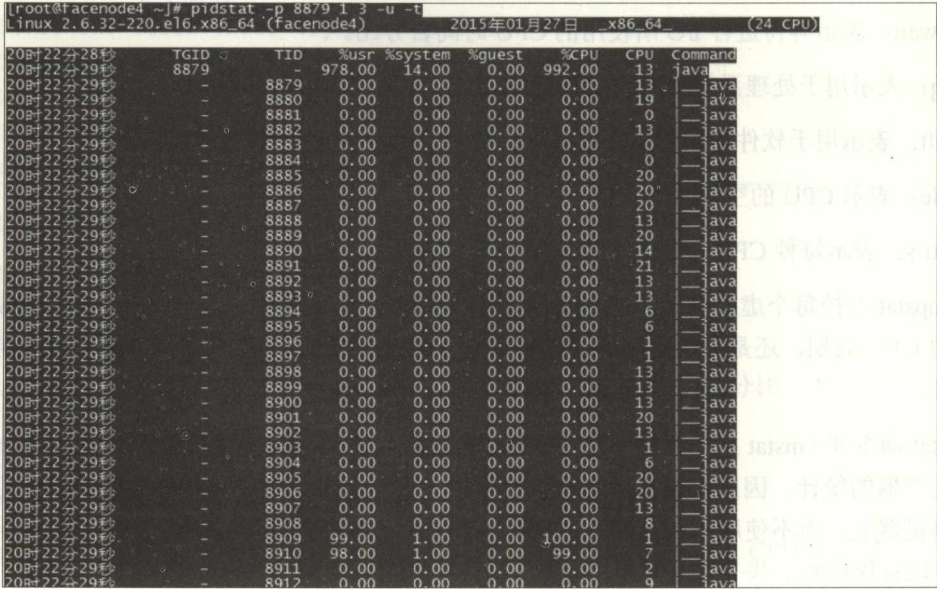 [root@facenode4 ~]# pidstat -p 8879 1 3 -u -t
Linux 2.6.32-220.el6.x86_64 (facenode4) 2015年01月27日 _x86_64_ (24 CPU)
20时22分28秒 TGID TID %usr %system %guest %CPU CPU Command
20时22分29秒 8879 - 978.00 14.00 0.00 992.00 13 java
20时22分29秒 - 8879 0.00 0.00 0.00 0.00 13 |__java
20时22分29秒 - 8880 0.00 0.00 0.00 0.00 19 |__java
20时22分29秒 - 8881 0.00 0.00 0.00 0.00 0 |__java
20时22分29秒 - 8882 0.00 0.00 0.00 0.00 13 |__java
20时22分29秒 - 8883 0.00 0.00 0.00 0.00 0 |__java
20时22分29秒 - 8884 0.00 0.00 0.00 0.00 0 |__java
20时22分29秒 - 8885 0.00 0.00 0.00 0.00 20 |__java
20时22分29秒 - 8886 0.00 0.00 0.00 0.00 20 |__java
20时22分29秒 - 8887 0.00 0.00 0.00 0.00 20 |__java
20时22分29秒 - 8888 0.00 0.00 0.00 0.00 13 |__java
20时22分29秒 - 8889 0.00 0.00 0.00 0.00 20 |__java
20时22分29秒 - 8890 0.00 0.00 0.00 0.00 14 |__java
20时22分29秒 - 8891 0.00 0.00 0.00 0.00 21 |__java
20时22分29秒 - 8892 0.00 0.00 0.00 0.00 13 |__java
20时22分29秒 - 8893 0.00 0.00 0.00 0.00 13 |__java
20时22分29秒 - 8894 0.00 0.00 0.00 0.00 6 |__java
20时22分29秒 - 8895 0.00 0.00 0.00 0.00 6 |__java
20时22分29秒 - 8896 0.00 0.00 0.00 0.00 1 |__java
20时22分29秒 - 8897 0.00 0.00 0.00 0.00 1 |__java
20时22分29秒 - 8898 0.00 0.00 0.00 0.00 13 |__java
20时22分29秒 - 8899 0.00 0.00 0.00 0.00 13 |__java
20时22分29秒 - 8900 0.00 0.00 0.00 0.00 13 |__java
20时22分29秒 - 8901 0.00 0.00 0.00 0.00 20 |__java
20时22分29秒 - 8902 0.00 0.00 0.00 0.00 13 |__java
20时22分29秒 - 8903 0.00 0.00 0.00 0.00 1 |__java
20时22分29秒 - 8904 0.00 0.00 0.00 0.00 6 |__java
20时22分29秒 - 8905 0.00 0.00 0.00 0.00 20 |__java
20时22分29秒 - 8906 0.00 0.00 0.00 0.00 20 |__java
20时22分29秒 - 8907 0.00 0.00 0.00 0.00 13 |__java
20时22分29秒 - 8908 0.00 0.00 0.00 0.00 8 |__java
20时22分29秒 - 8909 99.00 1.00 0.00 100.00 1 |__java
20时22分29秒 - 8910 98.00 1.00 0.00 99.00 7 |__java
20时22分29秒 - 8911 0.00 0.00 0.00 0.00 2 |__java
20时22分29秒 - 8912 0.00 0.00 0.00 0.00 9 |__java